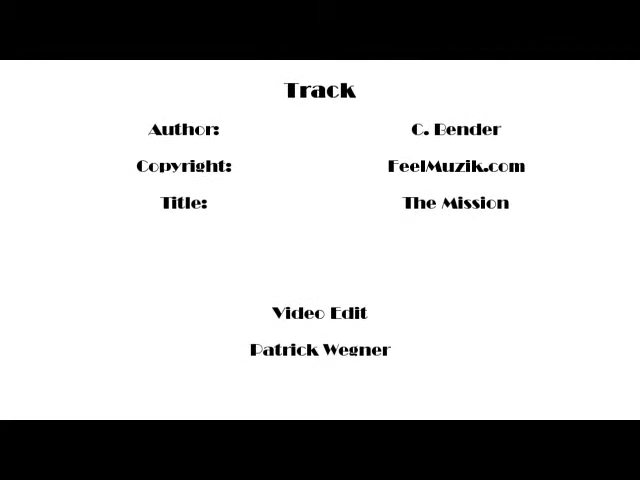 Track
Author: C. Bender
Copyright: FeelMuzik.com
Title: The Mission
Video Edit
Patrick Wegner